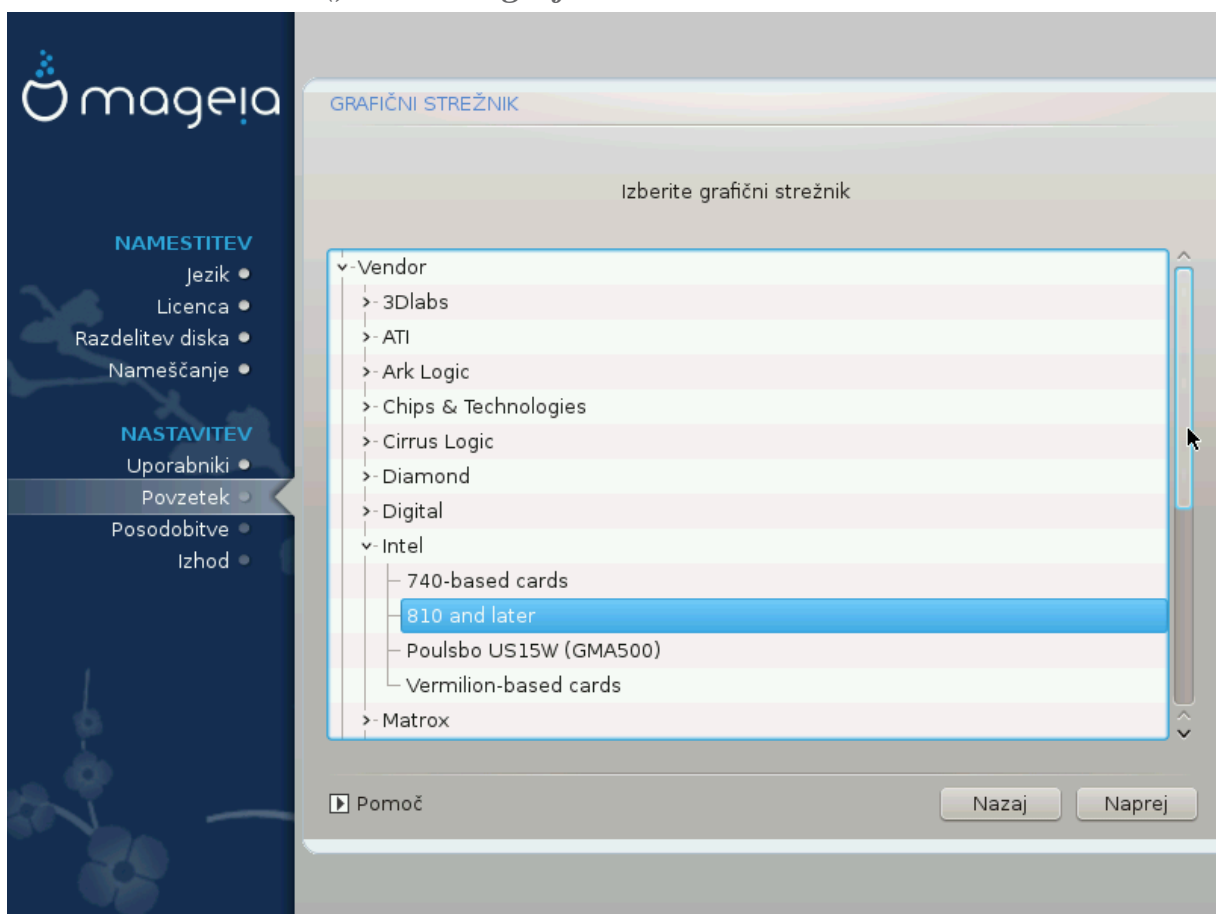 mageia
GRAFIČNI STREŽNIK
Izberite grafični strežnik
NAMESTITEV
Jezik
Licenca
Razdelitev diska
Nameščanje
NASTAVITEV
Uporabniki
Povzetek
Posodobitve
Izhod
Vendor
3Dlabs
ATI
Ark Logic
Chips & Technologies
Cirrus Logic
Diamond
Digital
Intel
740-based cards
810 and later
Poulsbo US15W (GMA500)
Vermilion-based cards
Matrox
Pomoč
Nazaj
Naprej